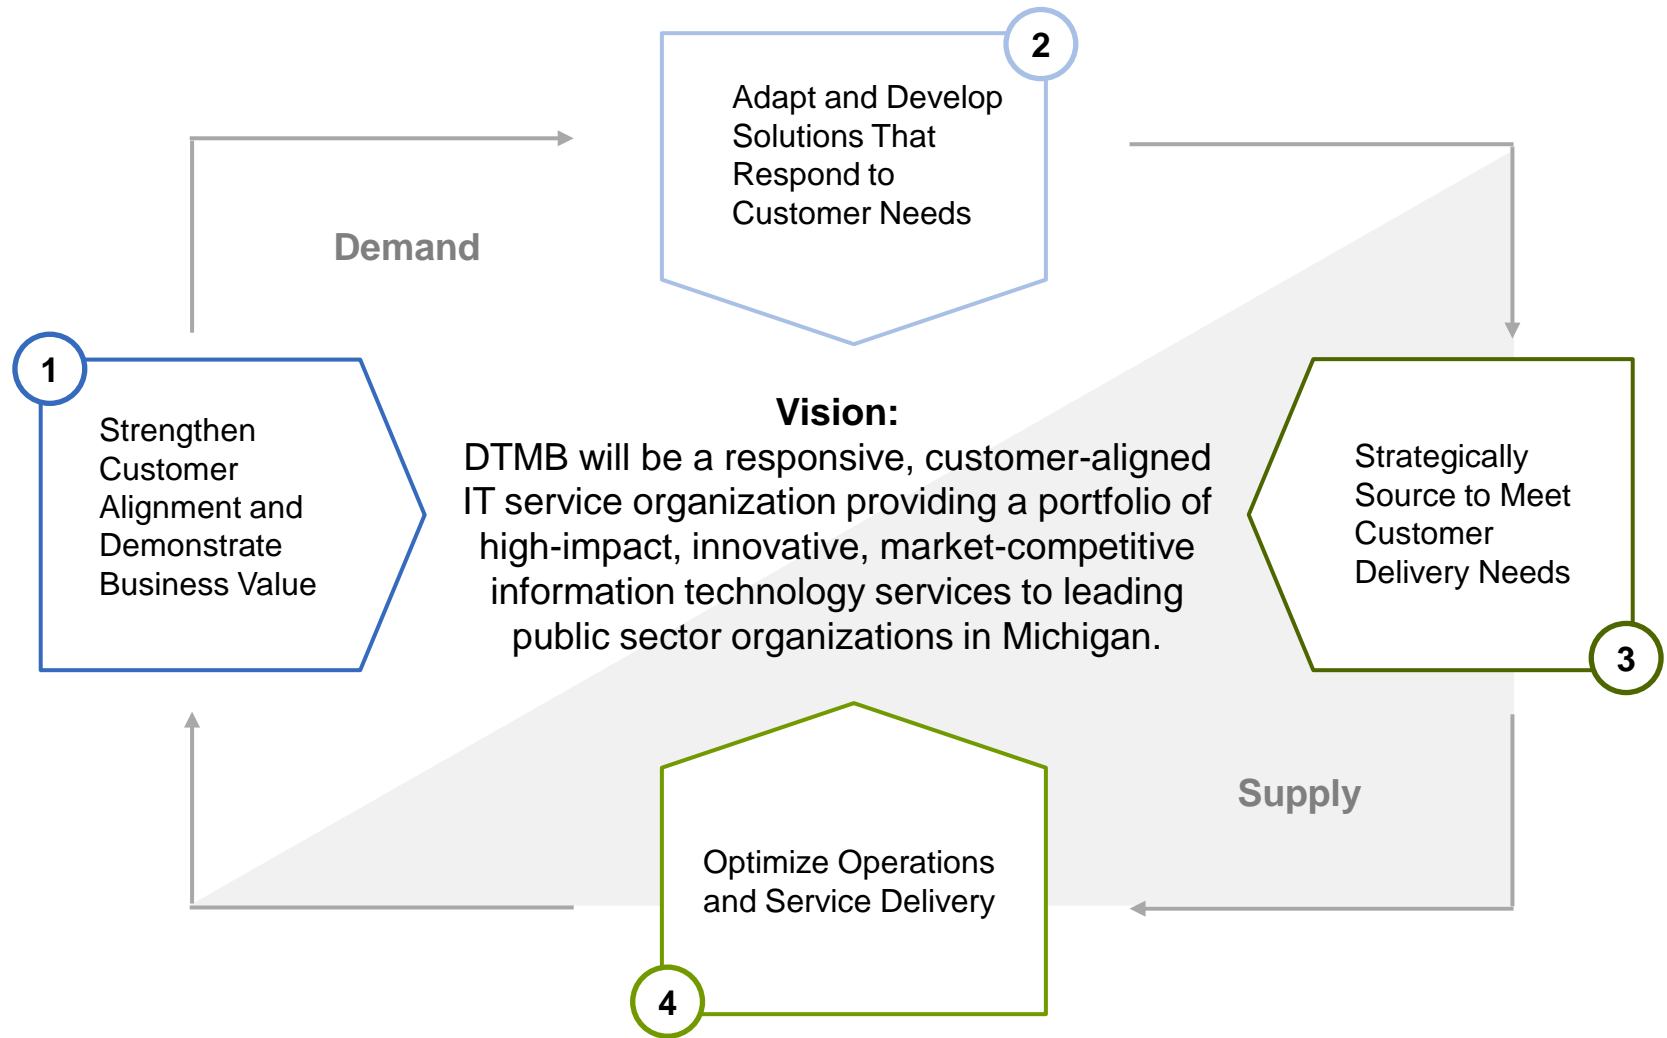 2
Adapt and Develop
Solutions That
Respond to
Customer Needs
Demand
1
Strengthen
Customer
Alignment and
Demonstrate
Business Value
Vision:
DTMB will be a responsive, customer-aligned
IT service organization providing a portfolio of
high-impact, innovative, market-competitive
information technology services to leading
public sector organizations in Michigan.
Strategically
Source to Meet
Customer
Delivery Needs
3
Supply
Optimize Operations
and Service Delivery
4